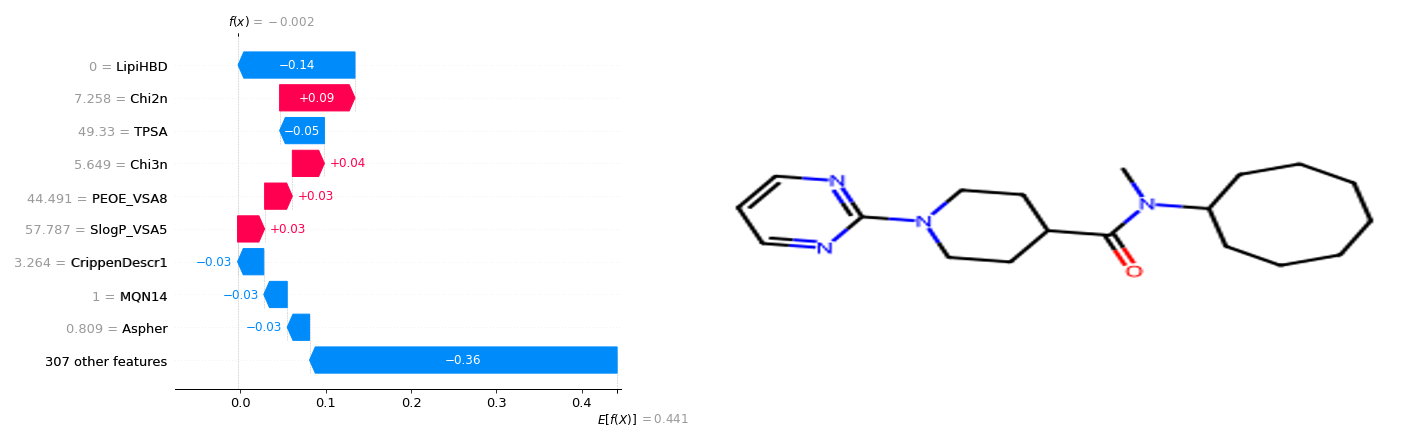 f(x) = −0.002
0 = LipiHBD
−0.14
7.258 = Chi2n
+0.09
49.33 = TPSA
−0.05
5.649 = Chi3n
+0.04
44.491 = PEOE_VSA8
+0.03
57.787 = SlogP_VSA5
+0.03
3.264 = CrippenDescr1
−0.03
1 = MQN14
−0.03
0.809 = Aspher
−0.03
307 other features
−0.36
0.0 0.1 0.2 0.3 0.4
E[f(X)] = 0.441
N
N
N
N
O